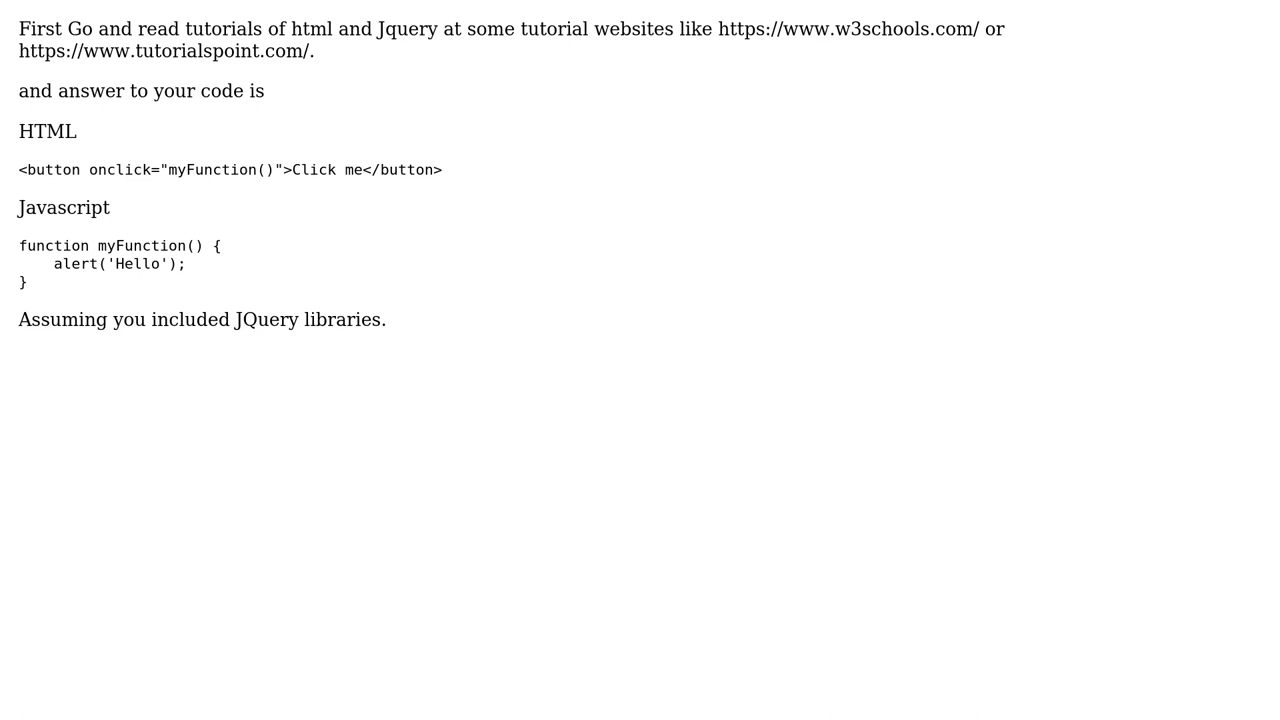 First Go and read tutorials of html and Jquery at some tutorial websites like https://www.w3schools.com/ or
https://www.tutorialspoint.com/.
and answer to your code is
HTML
<button onclick="myFunction()">Click me</button>
Javascript
function myFunction() {
    alert('Hello');
}
Assuming you included JQuery libraries.